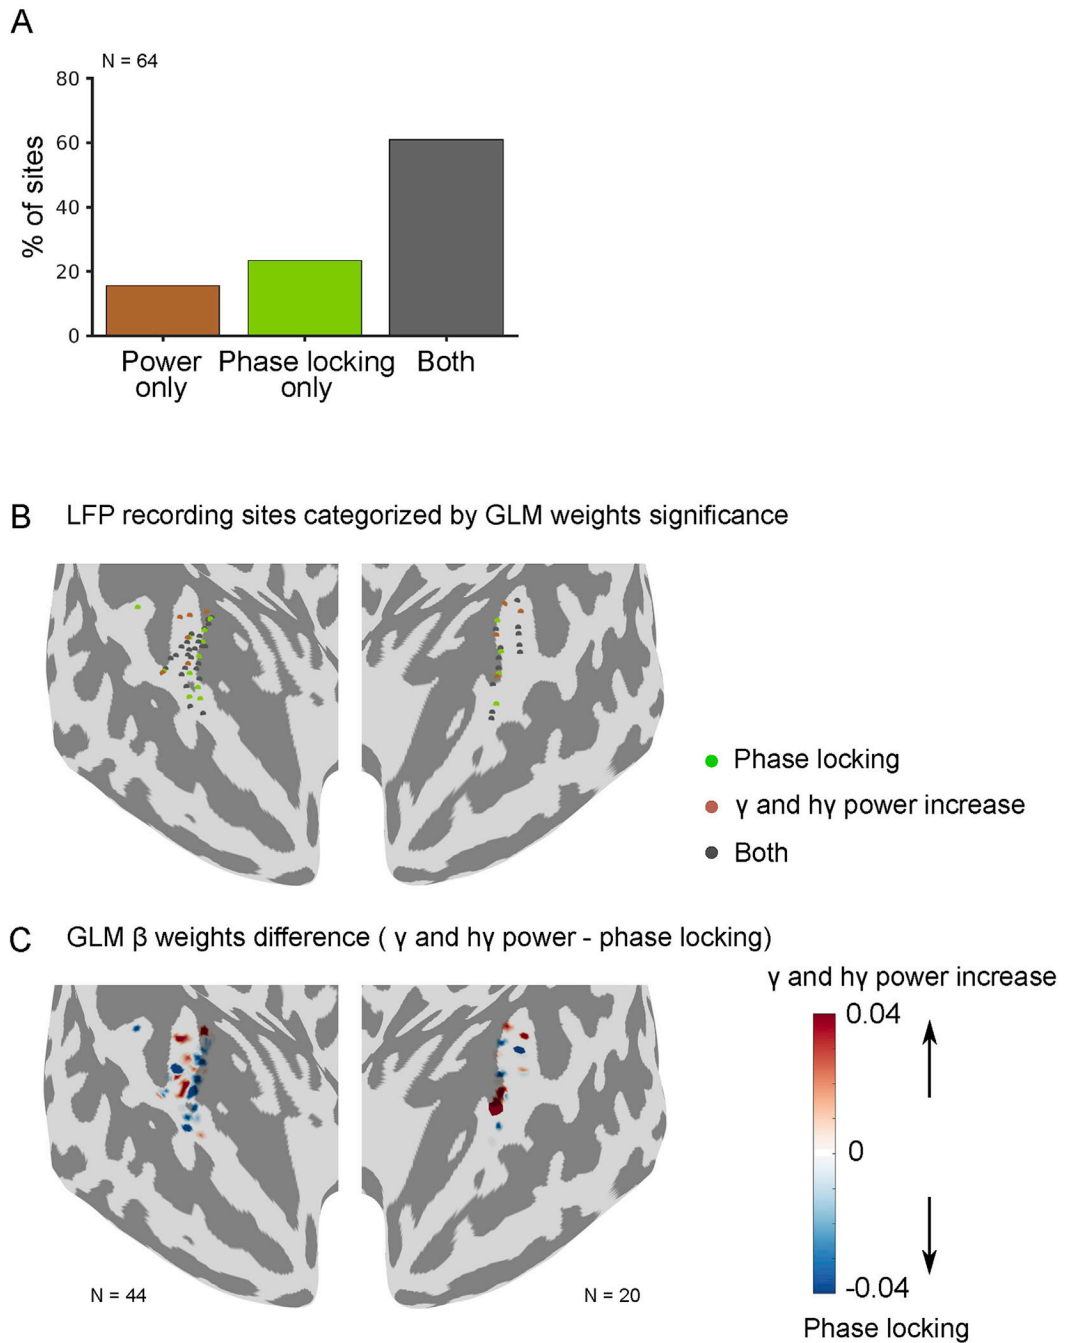 A
N = 64
80
60
40
20
0
% of sites
Power only
Phase locking only
Both
B LFP recording sites categorized by GLM weights significance
Phase locking
γ and hγ power increase
Both
C GLM β weights difference ( γ and hγ power - phase locking)
γ and hγ power increase
0.04
0
-0.04
Phase locking
N = 44
N = 20